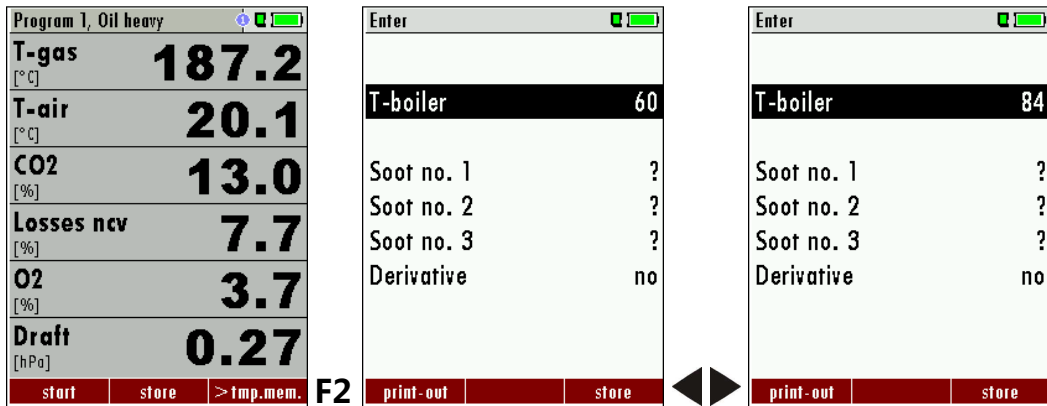 Program 1, Oil heavy
T-gas 187.2
[°C]
T-air 20.1
[°C]
CO2 13.0
[%]
Losses ncv 7.7
[%]
O2 3.7
[%]
Draft 0.27
[hPa]
start store >tmp.mem.
F2
Enter
T-boiler 60
Soot no. 1 ?
Soot no. 2 ?
Soot no. 3 ?
Derivative no
print-out store
Enter
T-boiler 84
Soot no. 1 ?
Soot no. 2 ?
Soot no. 3 ?
Derivative no
print-out store